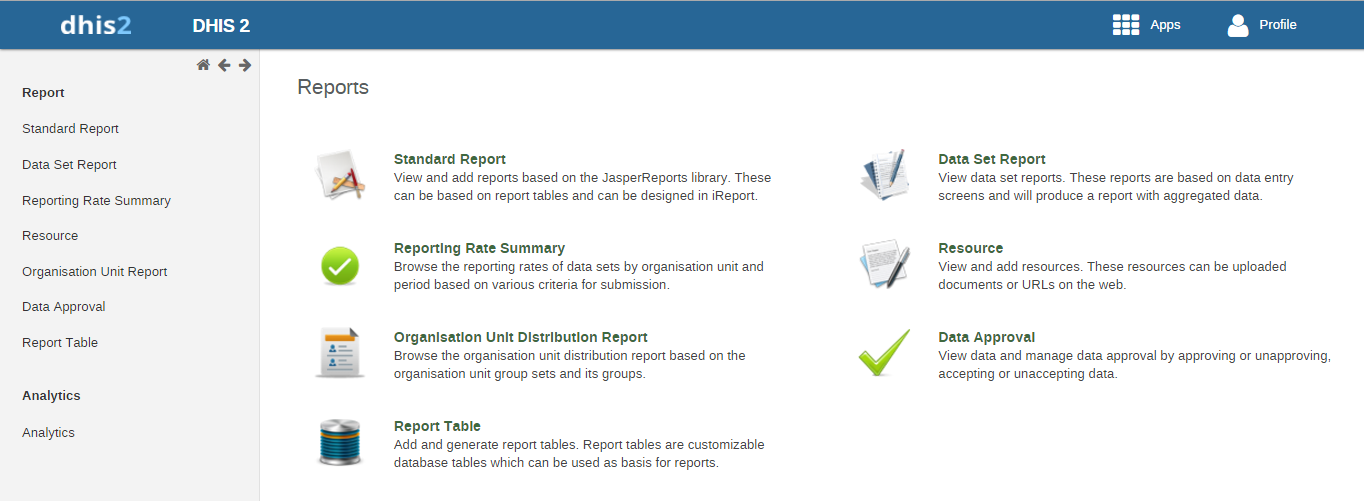 dhis2
DHIS 2
Apps
Profile
Report
Standard Report
Data Set Report
Reporting Rate Summary
Resource
Organisation Unit Report
Data Approval
Report Table
Analytics
Analytics
Reports
Standard Report
View and add reports based on the JasperReports library. These
can be based on report tables and can be designed in iReport.
Data Set Report
View data set reports. These reports are based on data entry
screens and will produce a report with aggregated data.
Reporting Rate Summary
Browse the reporting rates of data sets by organisation unit and
period based on various criteria for submission.
Resource
View and add resources. These resources can be uploaded
documents or URLs on the web.
Organisation Unit Distribution Report
Browse the organisation unit distribution report based on the
organisation unit group sets and its groups.
Data Approval
View data and manage data approval by approving or unapproving,
accepting or unaccepting data.
Report Table
Add and generate report tables. Report tables are customizable
database tables which can be used as basis for reports.